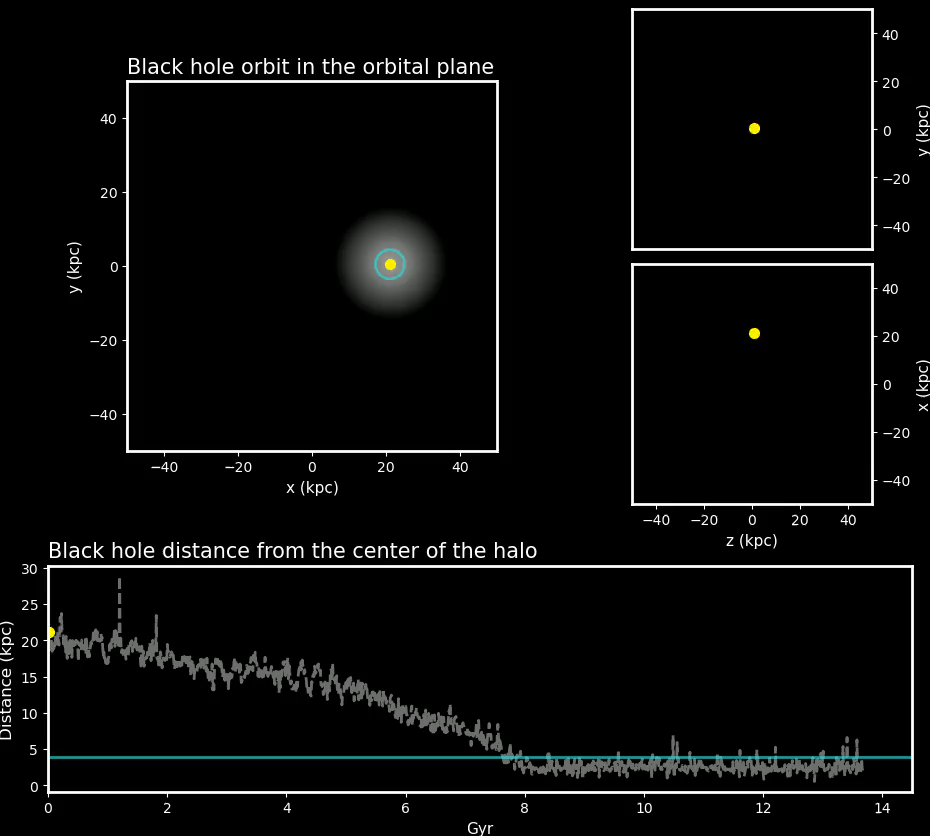 Black hole orbit in the orbital plane
40
20
0
−20
−40
y (kpc)
−40 −20 0 20 40
x (kpc)
40
20
0
−20
−40
y (kpc)
40
20
0
−20
−40
x (kpc)
−40 −20 0 20 40
z (kpc)
Black hole distance from the center of the halo
30
25
20
15
10
5
0
Distance (kpc)
0 2 4 6 8 10 12 14
Gyr